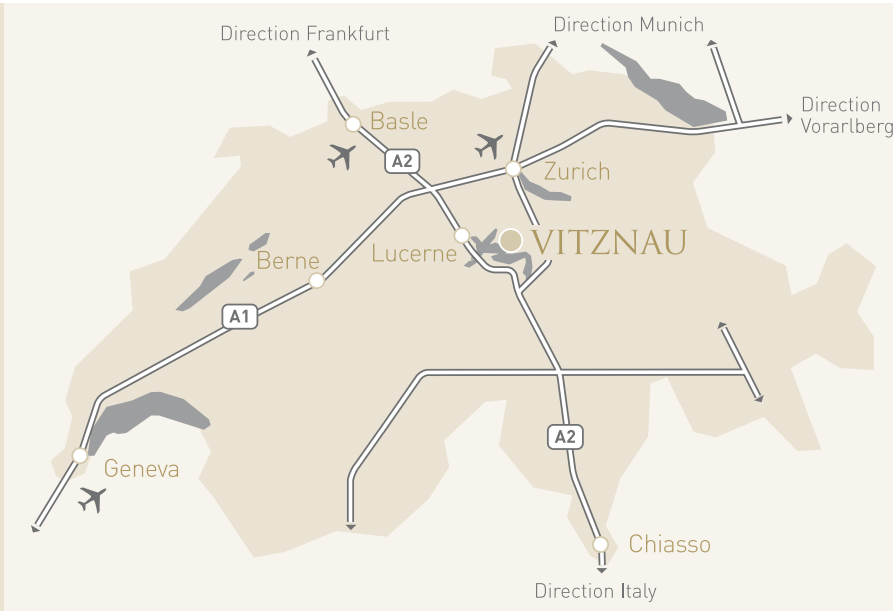 Direction Frankfurt
Direction Munich
Direction
Vorarlberg
Basle
A2
Zurich
Lucerne
VITZNAU
Berne
A1
A2
Geneva
Chiasso
Direction Italy